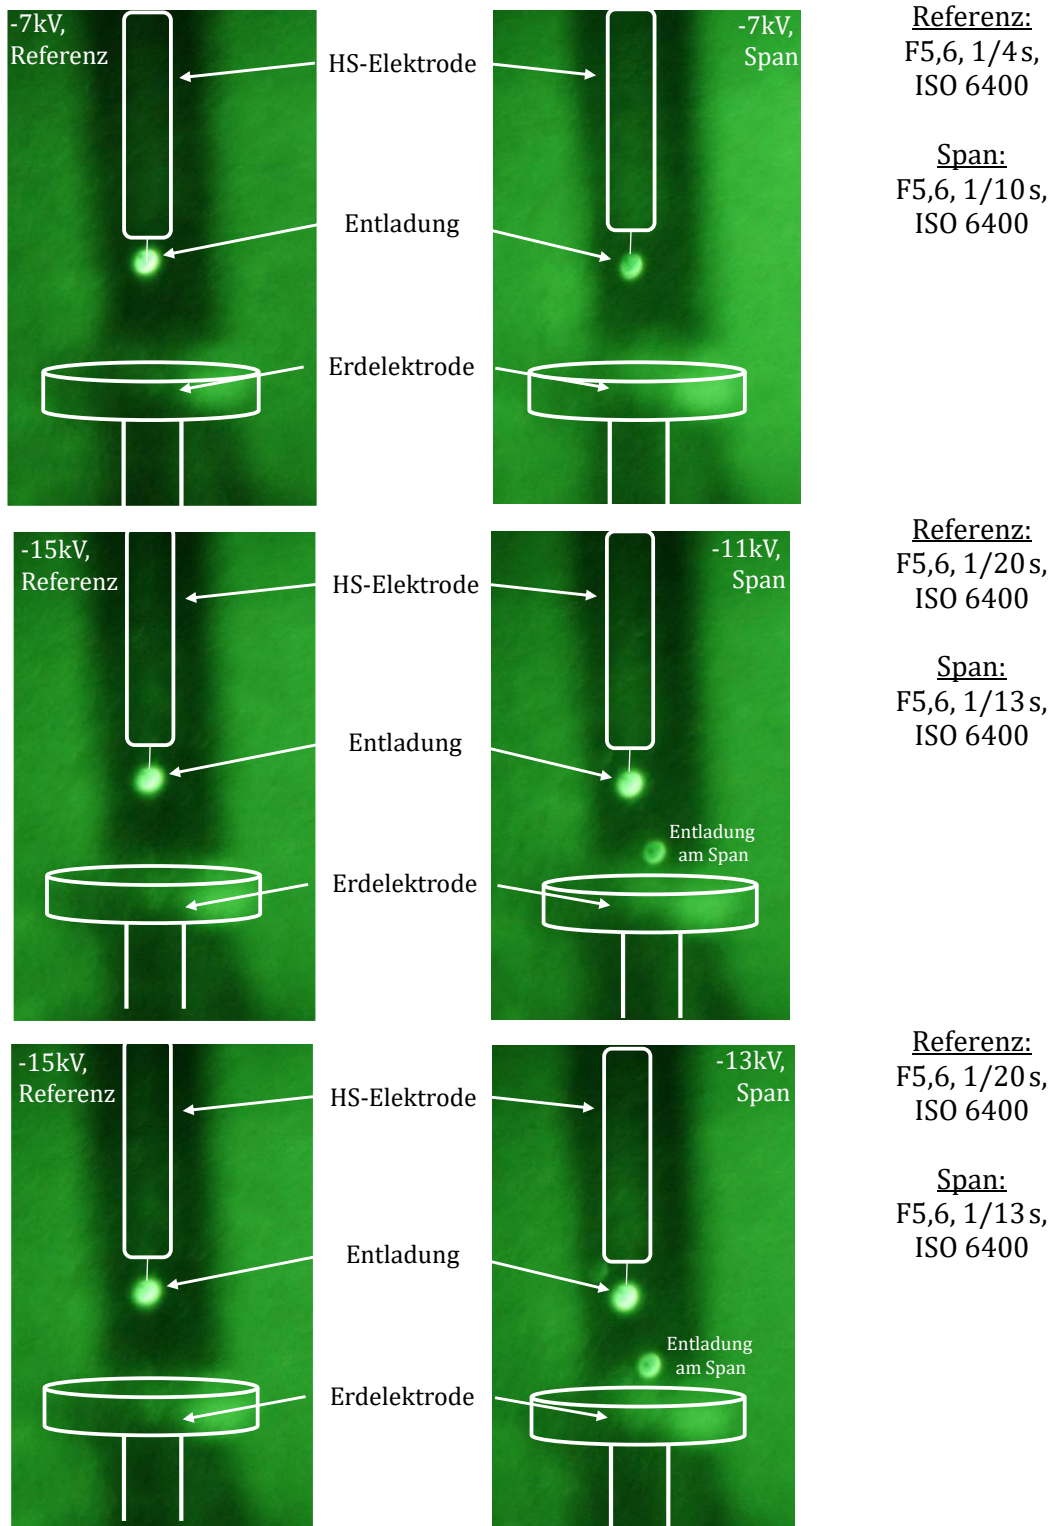 -7kV,
Referenz
HS-Elektrode
Entladung
Erdelektrode
-7kV,
Span
Referenz:
F5,6, 1/4 s,
ISO 6400
Span:
F5,6, 1/10 s,
ISO 6400
-15kV,
Referenz
HS-Elektrode
Entladung
Erdelektrode
-11kV,
Span
Entladung
am Span
Referenz:
F5,6, 1/20 s,
ISO 6400
Span:
F5,6, 1/13 s,
ISO 6400
-15kV,
Referenz
HS-Elektrode
Entladung
Erdelektrode
-13kV,
Span
Entladung
am Span
Referenz:
F5,6, 1/20 s,
ISO 6400
Span:
F5,6, 1/13 s,
ISO 6400